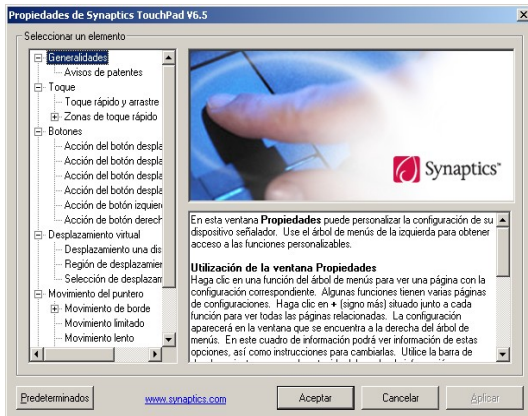 Propiedades de Synaptics TouchPad V6.5
Seleccionar un elemento
Generalidades
Avisos de patentes
Toque
Toque rápido y arrastre
Zonas de toque rápido
Botones
Acción del botón despla
Acción del botón despla
Acción del botón despla
Acción del botón despla
Acción de botón izquier
Acción de botón derech
Desplazamiento virtual
Desplazamiento una dis
Región de desplazamier
Selección de desplazam
Movimiento del puntero
Movimiento de borde
Movimiento limitado
Movimiento lento
Synaptics
En esta ventana Propiedades puede personalizar la configuración de su
dispositivo señalador. Use el árbol de menús de la izquierda para obtener
acceso a las funciones personalizables.
Utilización de la ventana Propiedades
Haga clic en una función del árbol de menús para ver una página con la
configuración correspondiente. Algunas funciones tienen varias páginas
de configuraciones. Haga clic en + (signo más) situado junto a cada
función para ver todas las páginas relacionadas. La configuración
aparecerá en la ventana que se encuentra a la derecha del árbol de
menús. En este cuadro de información podrá ver información de estas
opciones, así como instrucciones para cambiarlas. Utilice la barra de
Predeterminados
www.synaptics.com
Aceptar
Cancelar
Aplicar